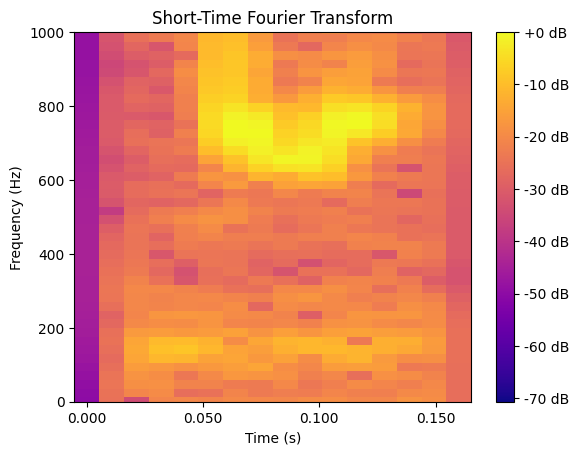 Short-Time Fourier Transform
1000
800
600
400
200
0
Frequency (Hz)
0.000
0.050
0.100
0.150
Time (s)
+0 dB
-10 dB
-20 dB
-30 dB
-40 dB
-50 dB
-60 dB
-70 dB